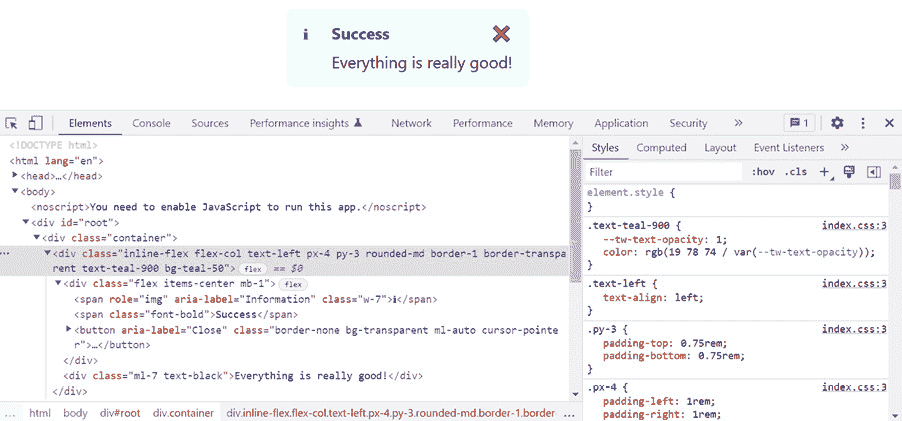 i Success ❌
Everything is really good!
Elements Console Sources Performance insights Network Performance Memory Application Security » 1
<!DOCTYPE html>
<html lang="en">
<head>…</head>
<body>
<noscript>You need to enable JavaScript to run this app.</noscript>
<div id="root">
<div class="container">
… <div class="inline-flex flex-col text-left px-4 py-3 rounded-md border-1 border-transpa
rent text-teal-900 bg-teal-50"> flex == $0
<div class="flex items-center mb-1"> flex
<span role="img" aria-label="Information" class="w-7">ℹ</span>
<span class="font-bold">Success</span>
<button aria-label="Close" class="border-none bg-transparent ml-auto cursor-pointe
r">…</button>
</div>
<div class="ml-7 text-black">Everything is really good!</div>
</div>
… html body div#root div.container div.inline-flex.flex-col.text-left.px-4.py-3.rounded-md.border-1.border- …
Styles Computed Layout Event Listeners »
Filter :hov .cls +
element.style {
}
.text-teal-900 { index.css:3
--tw-text-opacity: 1;
color: rgb(19 78 74 / var(--tw-text-opacity));
}
.text-left { index.css:3
text-align: left;
}
.py-3 { index.css:3
padding-top: 0.75rem;
padding-bottom: 0.75rem;
}
.px-4 { index.css:3
padding-left: 1rem;
padding-right: 1rem;